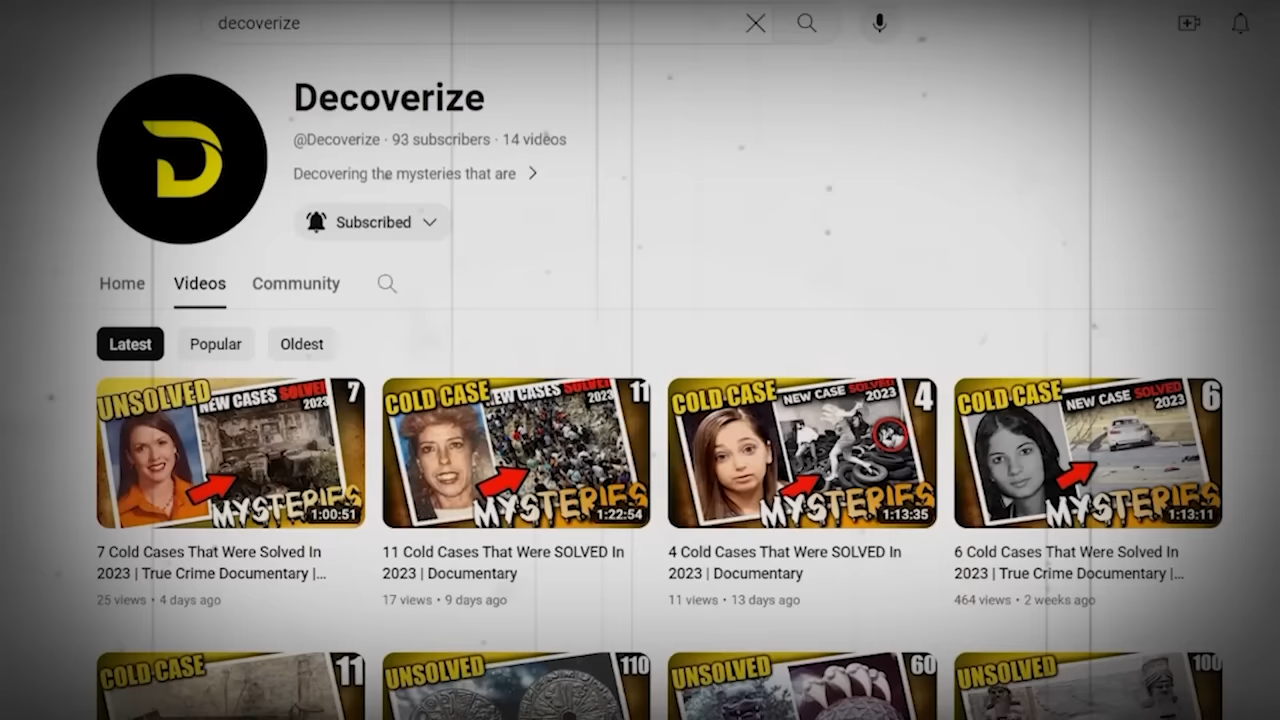 decoverize
Decoverize
@Decoverize · 93 subscribers · 14 videos
Decovering the mysteries that are
Subscribed
Home Videos Community
Latest Popular Oldest
UNSOLVED NEW CASES SOLVED 2023 7
MYSTERIES
1:00:51
COLD CASE NEW CASES SOLVED 2023 11
MYSTERIES
1:22:54
COLD CASE NEW CASE SOLVED 2023 4
MYSTERIES
1:13:35
COLD CASE NEW CASE SOLVED 2023 6
MYSTERIES
1:13:11
7 Cold Cases That Were Solved In
2023 | True Crime Documentary |...
25 views • 4 days ago
11 Cold Cases That Were SOLVED In
2023 | Documentary
17 views • 9 days ago
4 Cold Cases That Were SOLVED In
2023 | Documentary
11 views • 13 days ago
6 Cold Cases That Were Solved In
2023 | True Crime Documentary |...
464 views • 2 weeks ago
COLD CASE 11
UNSOLVED 110
UNSOLVED 60
UNSOLVED 100